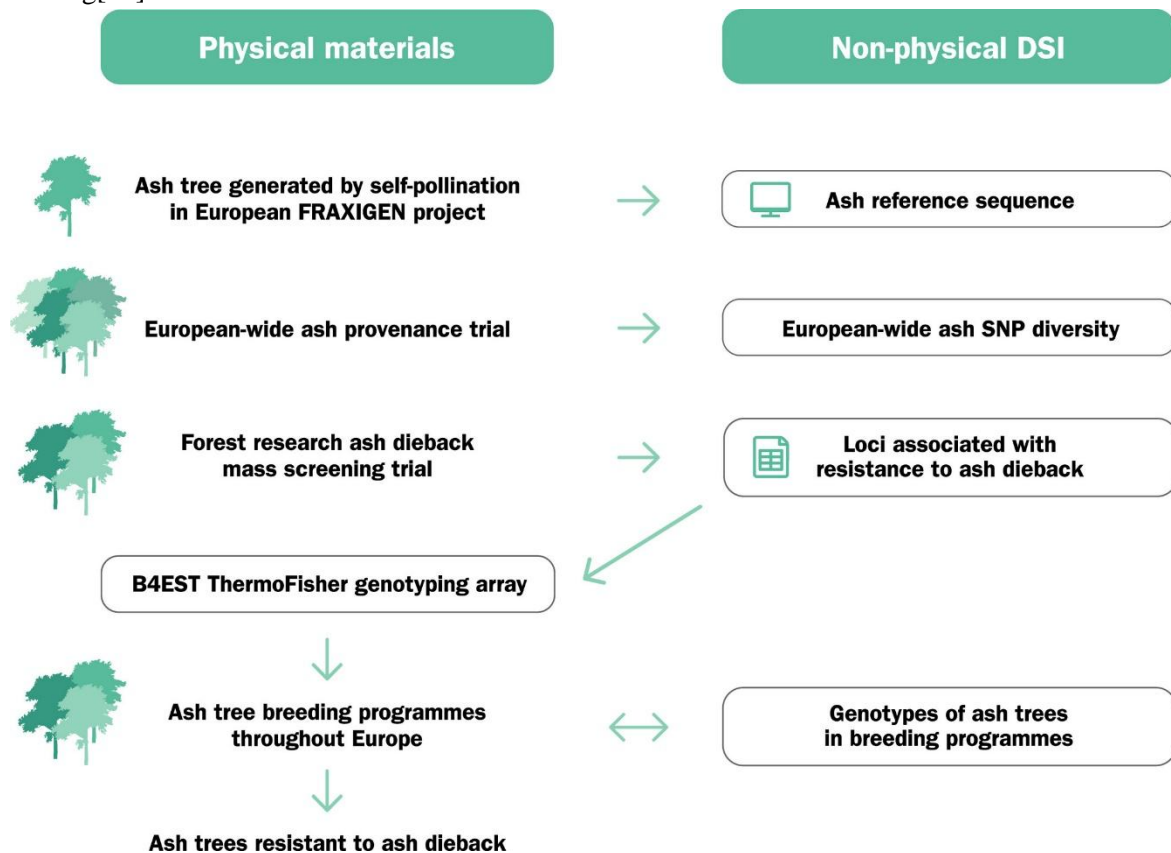 Physical materials
Non-physical DSI
Ash tree generated by self-pollination
in European FRAXIGEN project
Ash reference sequence
European-wide ash provenance trial
European-wide ash SNP diversity
Forest research ash dieback
mass screening trial
Loci associated with
resistance to ash dieback
B4EST ThermoFisher genotyping array
Ash tree breeding programmes
throughout Europe
Genotypes of ash trees
in breeding programmes
Ash trees resistant to ash dieback